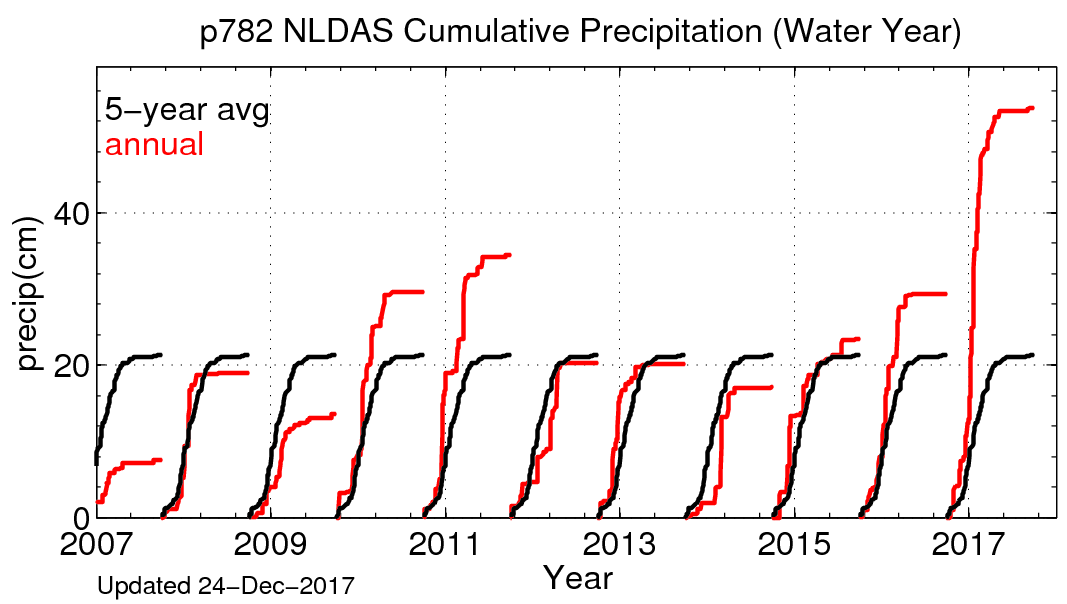 p782 NLDAS Cumulative Precipitation (Water Year)
5−year avg
annual
precip(cm)
40
20
0
2007 2009 2011 2013 2015 2017
Year
Updated 24−Dec−2017